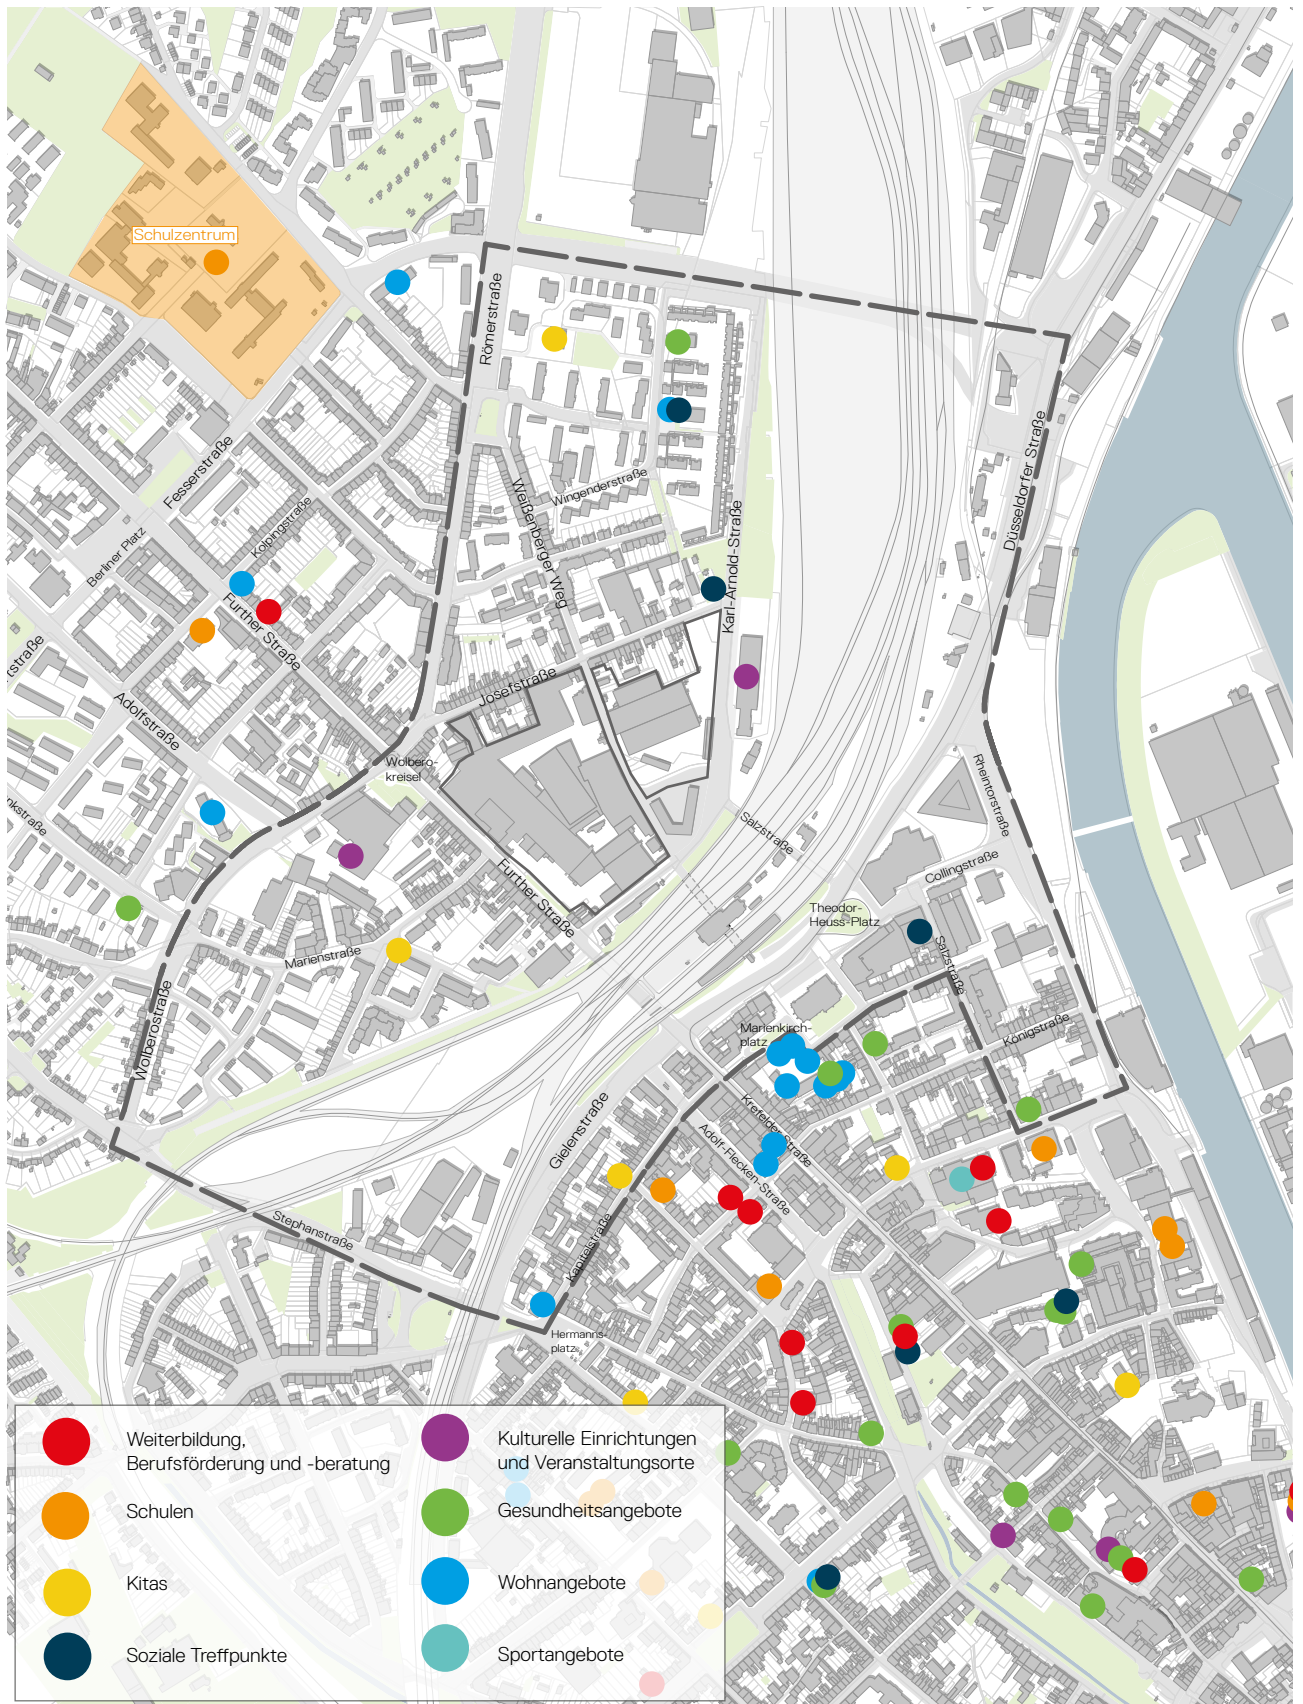 Schulzentrum
Römerstraße
Fesserstraße
Kolpingstraße
Berliner Platz
Further Straße
Adolfstraße
Weißenberger Weg
Wingenderstraße
Karl-Arnold-Straße
Düsseldorfer Straße
Josefstraße
Wolbero-
kreisel
Further Straße
Salzstraße
Rheintorstraße
Collingstraße
Theodor-
Heuss-Platz
Salzstraße
Marienstraße
Wolberostraße
Marienkirch-
platz
Königstraße
Krefelder Straße
Adolf-Flecken-Straße
Gielenstraße
Kapitelstraße
Stephanstraße
Hermanns-
platz
Weiterbildung,
Berufsförderung und -beratung
Schulen
Kitas
Soziale Treffpunkte
Kulturelle Einrichtungen
und Veranstaltungsorte
Gesundheitsangebote
Wohnangebote
Sportangebote